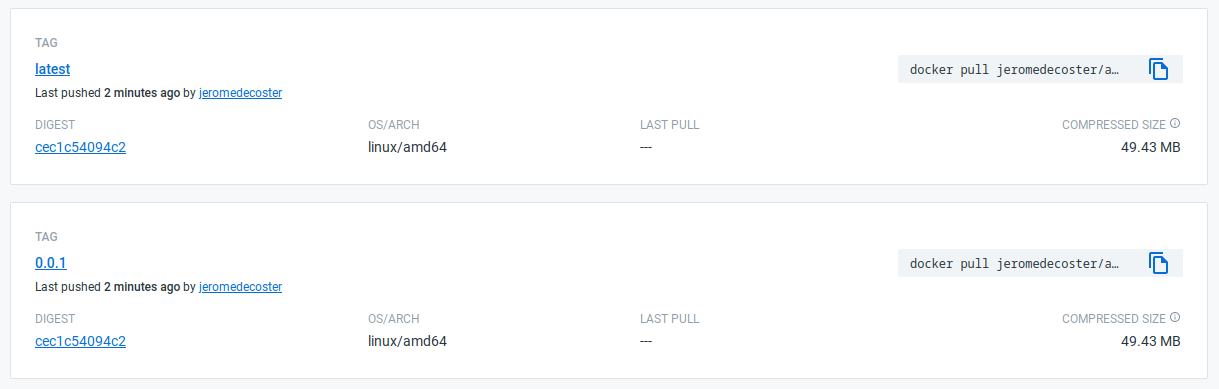 TAG
latest
docker pull jeromedecoster/a...
Last pushed 2 minutes ago by jeromedecoster
DIGEST OS/ARCH LAST PULL COMPRESSED SIZE
cec1c54094c2 linux/amd64 --- 49.43 MB
TAG
0.0.1
docker pull jeromedecoster/a...
Last pushed 2 minutes ago by jeromedecoster
DIGEST OS/ARCH LAST PULL COMPRESSED SIZE
cec1c54094c2 linux/amd64 --- 49.43 MB